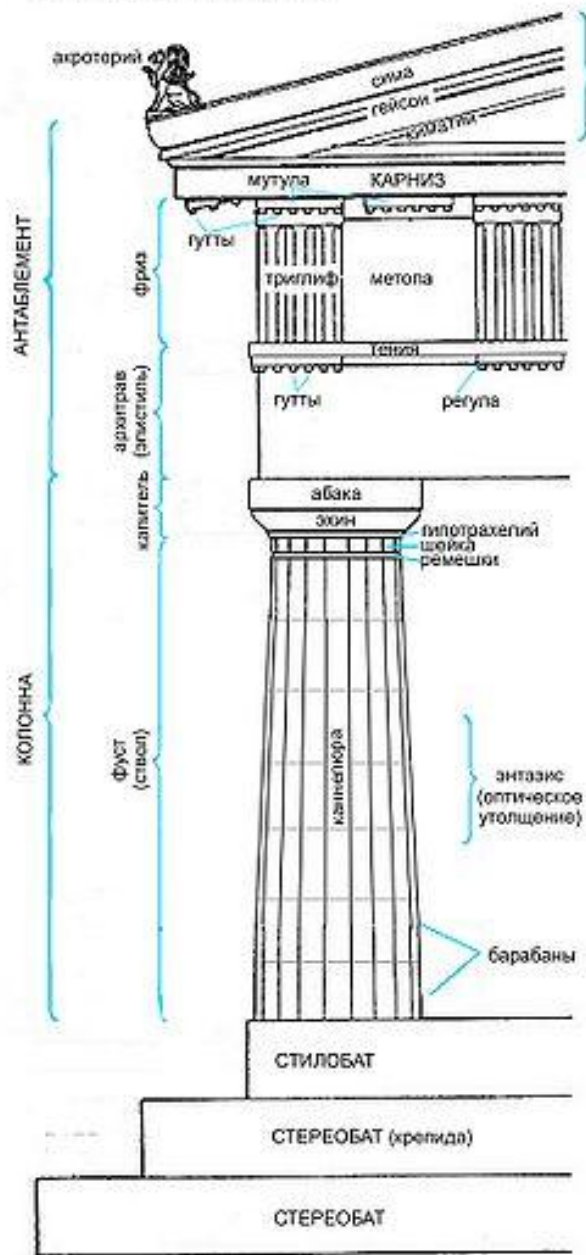 акротерий
сима
гейсон
киматий
мутула
КАРНИЗ
гутты
триглиф
метопа
АНТАБЛЕМЕНТ
фриз
тения
гутты
регула
архитрав
(эпистиль)
абака
капитель
эхин
гипотрахелий
шейка
ремешки
КОЛОННА
фуст
(ствол)
каннелюра
энтазис
(оптическое
утолщение)
барабаны
СТИЛОБАТ
СТЕРЕОБАТ (крепида)
СТЕРЕОБАТ